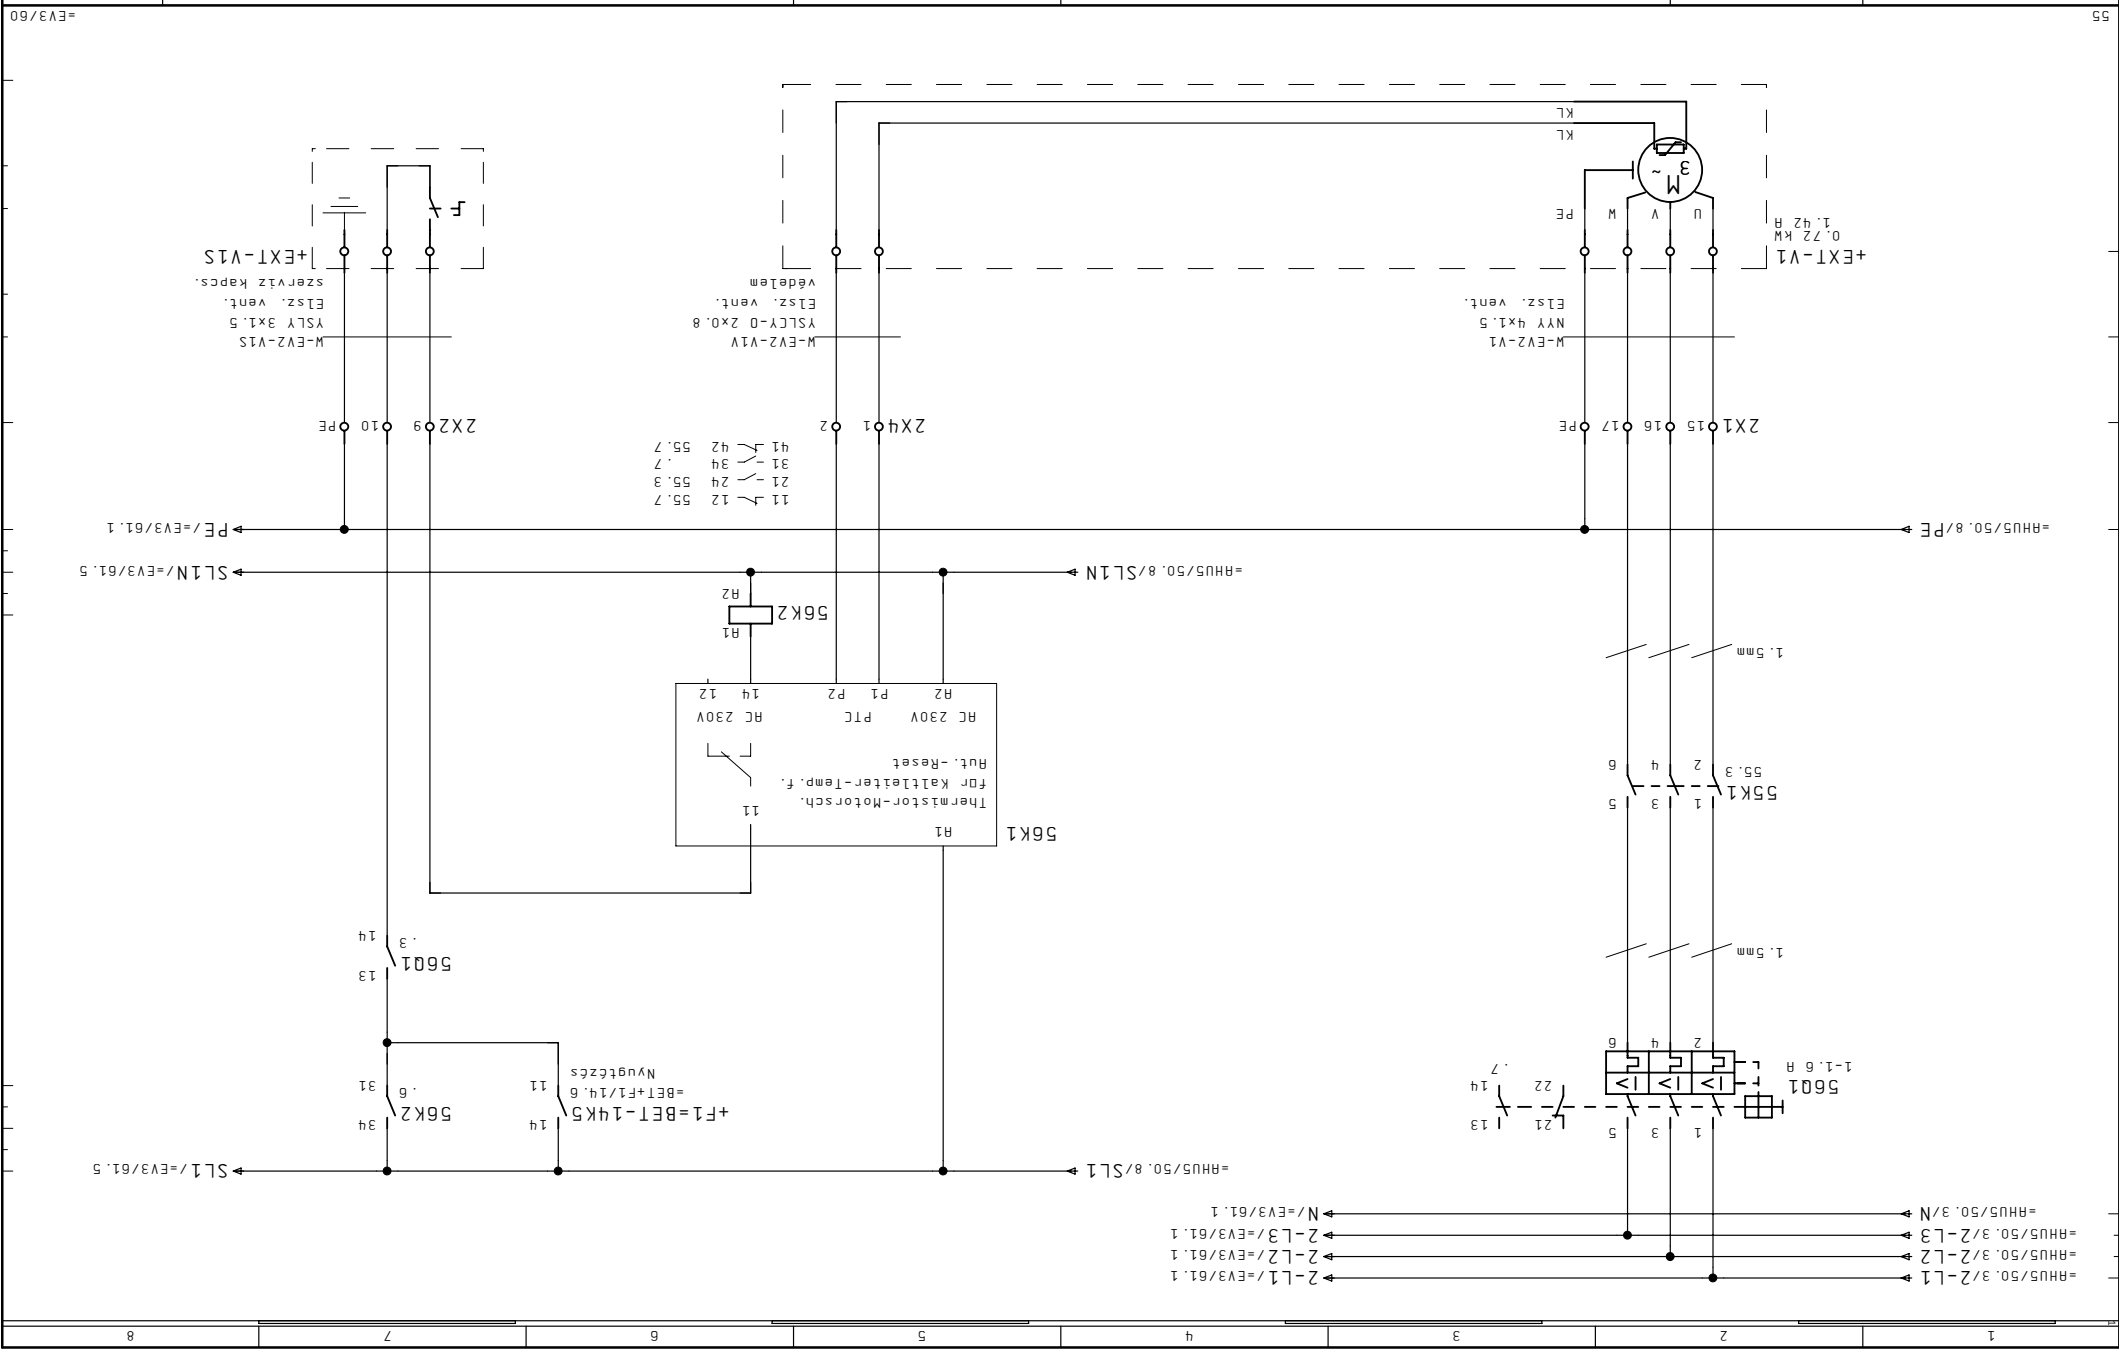 1 2 3 4 5 6 7 8
=AHU5/50.3/2-L1 2-L1/=EV3/61.1
=AHU5/50.3/2-L2 2-L2/=EV3/61.1
=AHU5/50.3/2-L3 2-L3/=EV3/61.1
=AHU5/50.3/N N/=EV3/61.1
=AHU5/50.8/SL1 SL1/=EV3/61.5
1 3 5 21 13
56Q1
1-1.6 A
I> I> I>
2 4 6 22 14
.7
14 34
+F1=BET-14K5
=BET+F1/14.6
Nyugtézés
11
56K2
.6
31
1.5mm
13
56Q1
.3
14
55K1
55.3
1 3 5
2 4 6
56K1
A1 11
Thermistor-Motorsch.
für Kaltleiter-Temp.f.
Aut.-Reset
AC 230V PTC AC 230V
A2 P1 P2 14 12
1.5mm
A1
56K2
A2
=AHU5/50.8/SL1N SL1N/=EV3/61.5
=AHU5/50.8/PE PE/=EV3/61.1
11 12 55.7
21 24 55.3
31 34 .7
41 42 55.7
2X1 15 16 17 PE
2X4 1 2
2X2 9 10 PE
W-EV2-V1
NYY 4x1.5
Elsz. vent.
W-EV2-V1V
YSLCY-O 2x0.8
Elsz. vent.
védelem
W-EV2-V1S
YSLY 3x1.5
Elsz. vent.
szerviz kapcs.
+EXT-V1
0.72 kW
1.42 A
U V W PE
M
3 ~
KL
KL
+EXT-V1S
55
=EV3/60